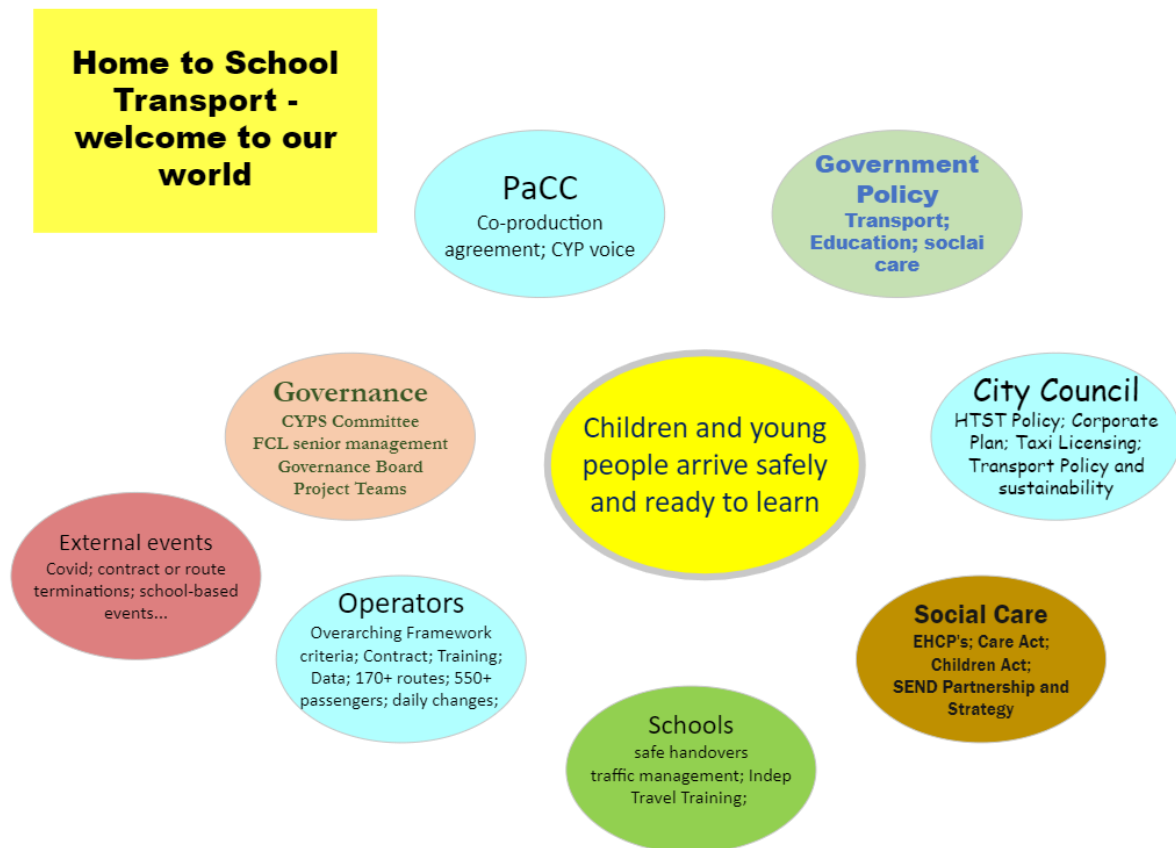 Home to School
Transport -
welcome to our
world
PaCC
Co-production
agreement; CYP voice
Government
Policy
Transport;
Education; soclai
care
Governance
CYPS Committee
FCL senior management
Governance Board
Project Teams
Children and young
people arrive safely
and ready to learn
City Council
HTST Policy; Corporate
Plan; Taxi Licensing;
Transport Policy and
sustainability
External events
Covid; contract or route
terminations; school-based
events...
Operators
Overarching Framework
criteria; Contract; Training;
Data; 170+ routes; 550+
passengers; daily changes;
Social Care
EHCP's; Care Act;
Children Act;
SEND Partnership and
Strategy
Schools
safe handovers
traffic management; Indep
Travel Training;